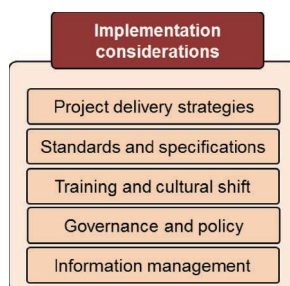 Implementation
considerations
Project delivery strategies
Standards and specifications
Training and cultural shift
Governance and policy
Information management